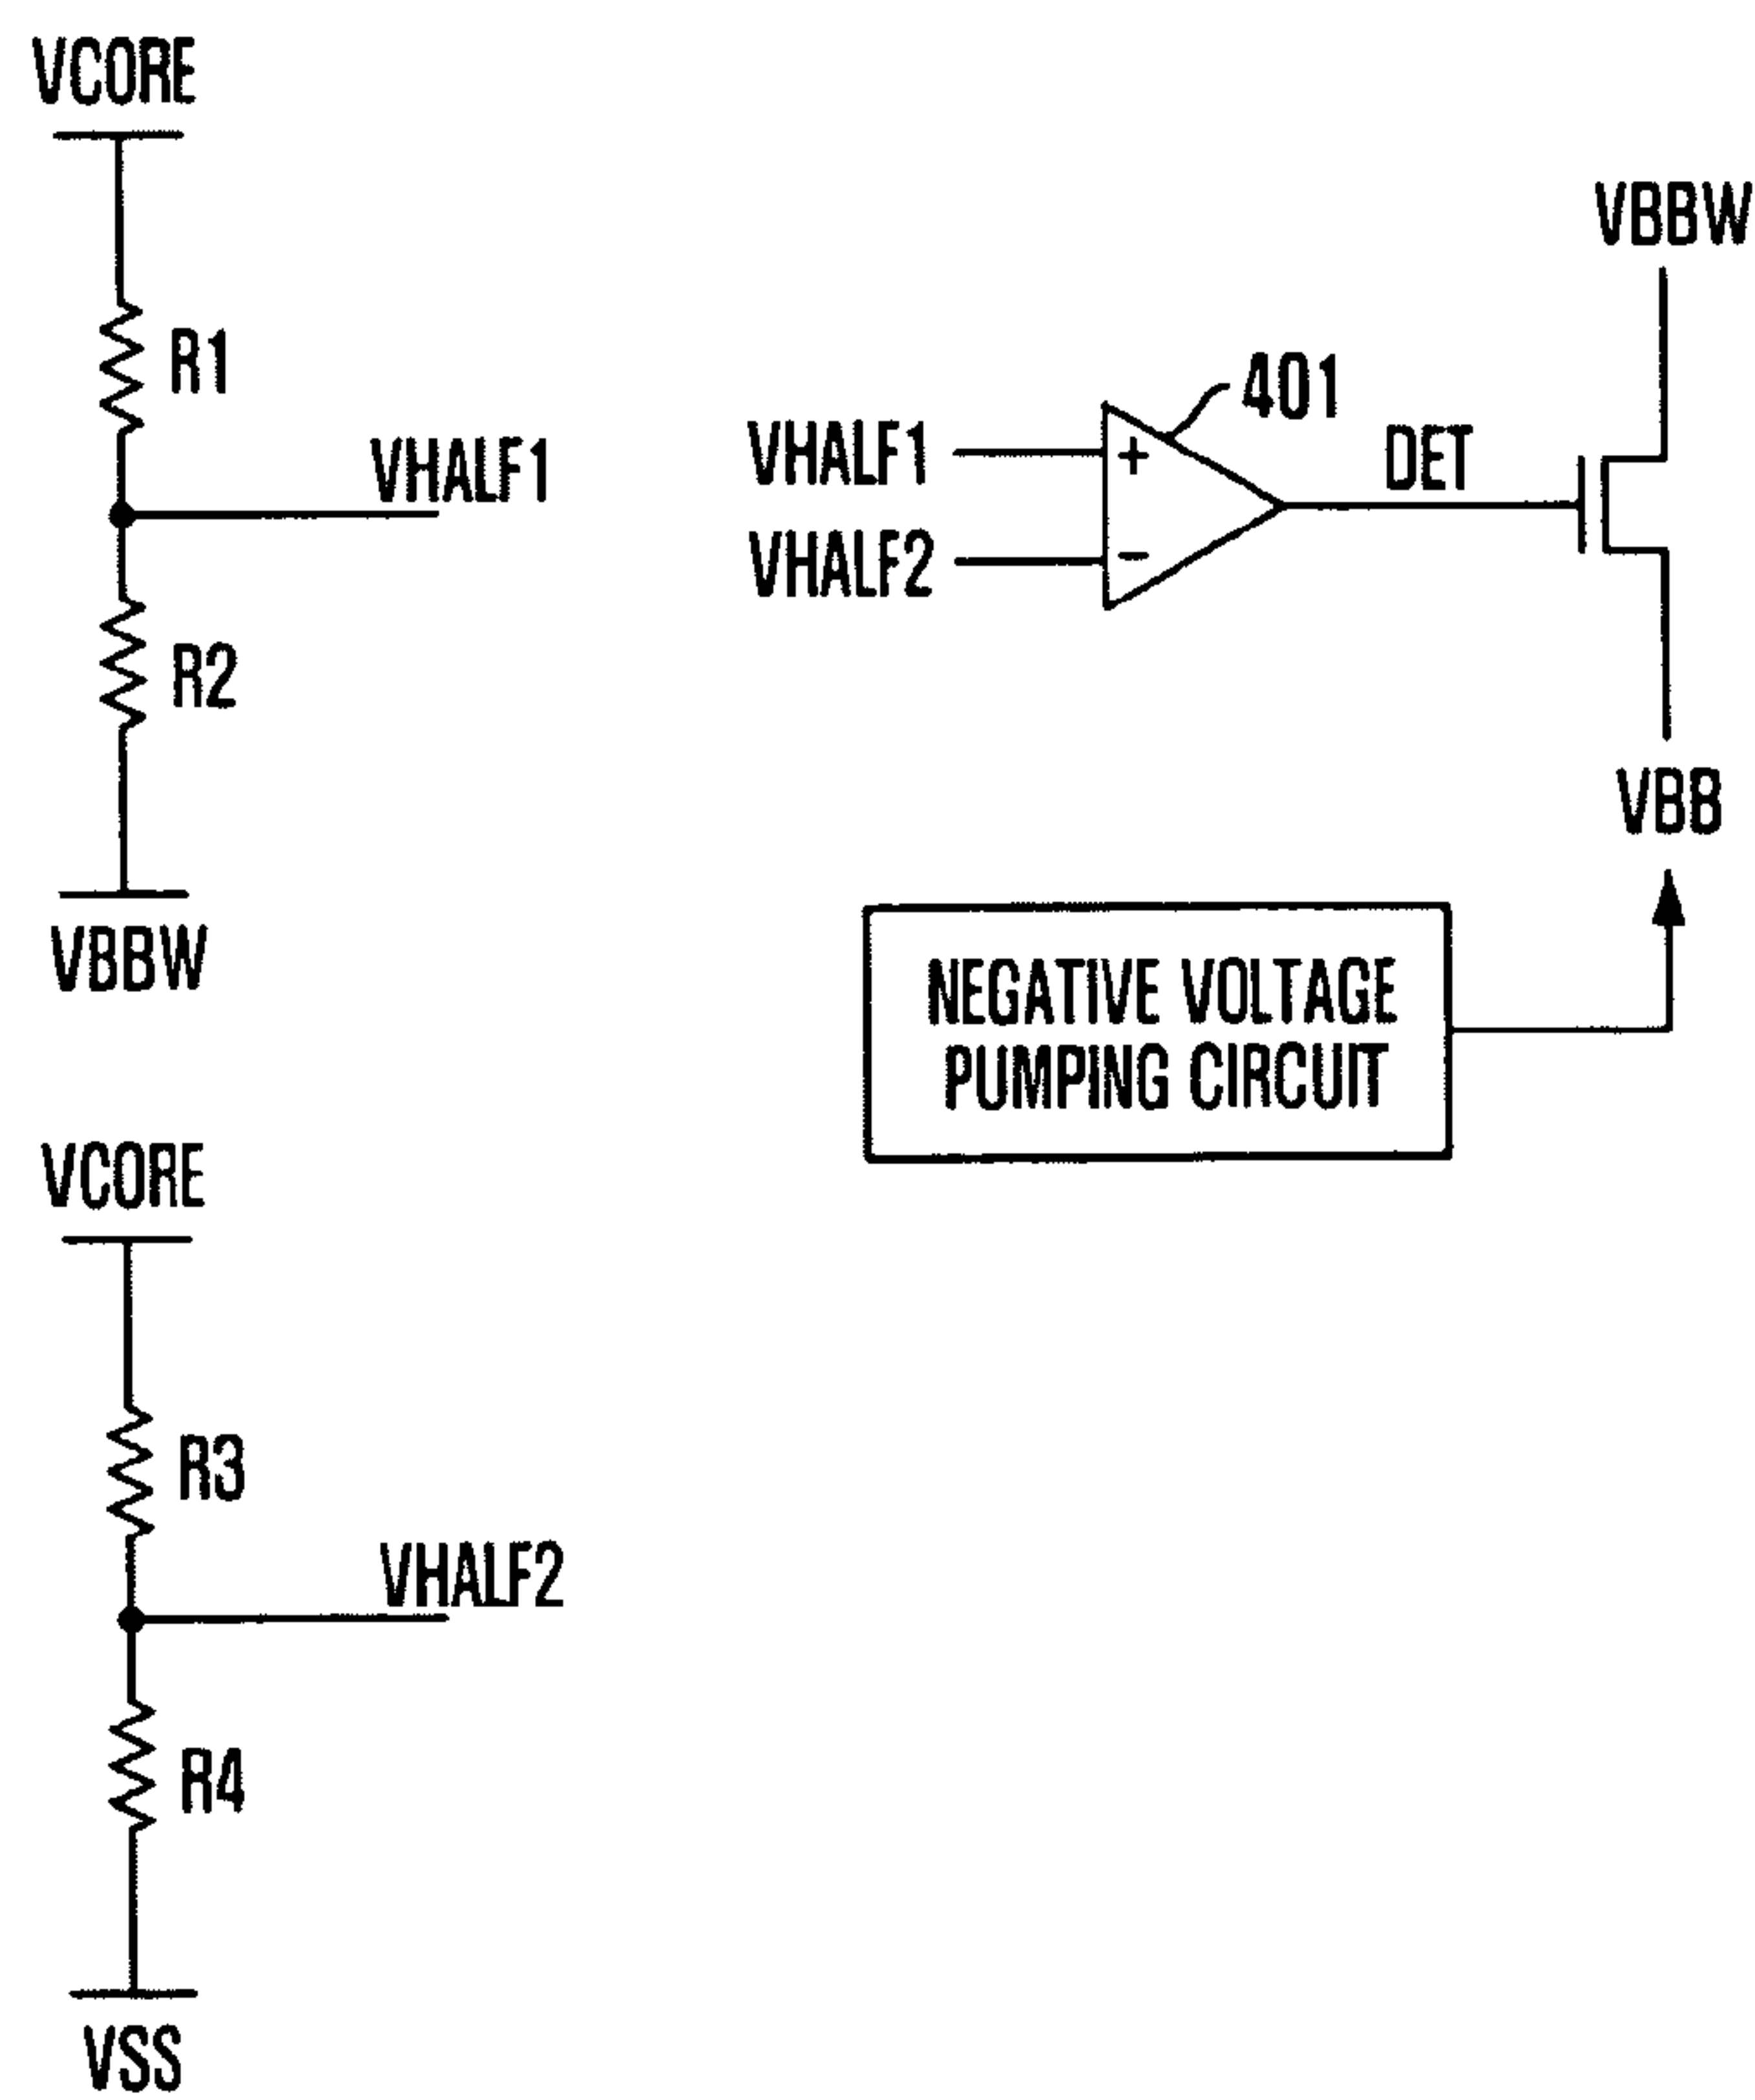 VCORE
R1
VHALF1
R2
VBBW
VCORE
R3
VHALF2
R4
VSS
VBBW
401
VHALF1
+
DET
VHALF2
−
VBB
NEGATIVE VOLTAGE
PUMPING CIRCUIT